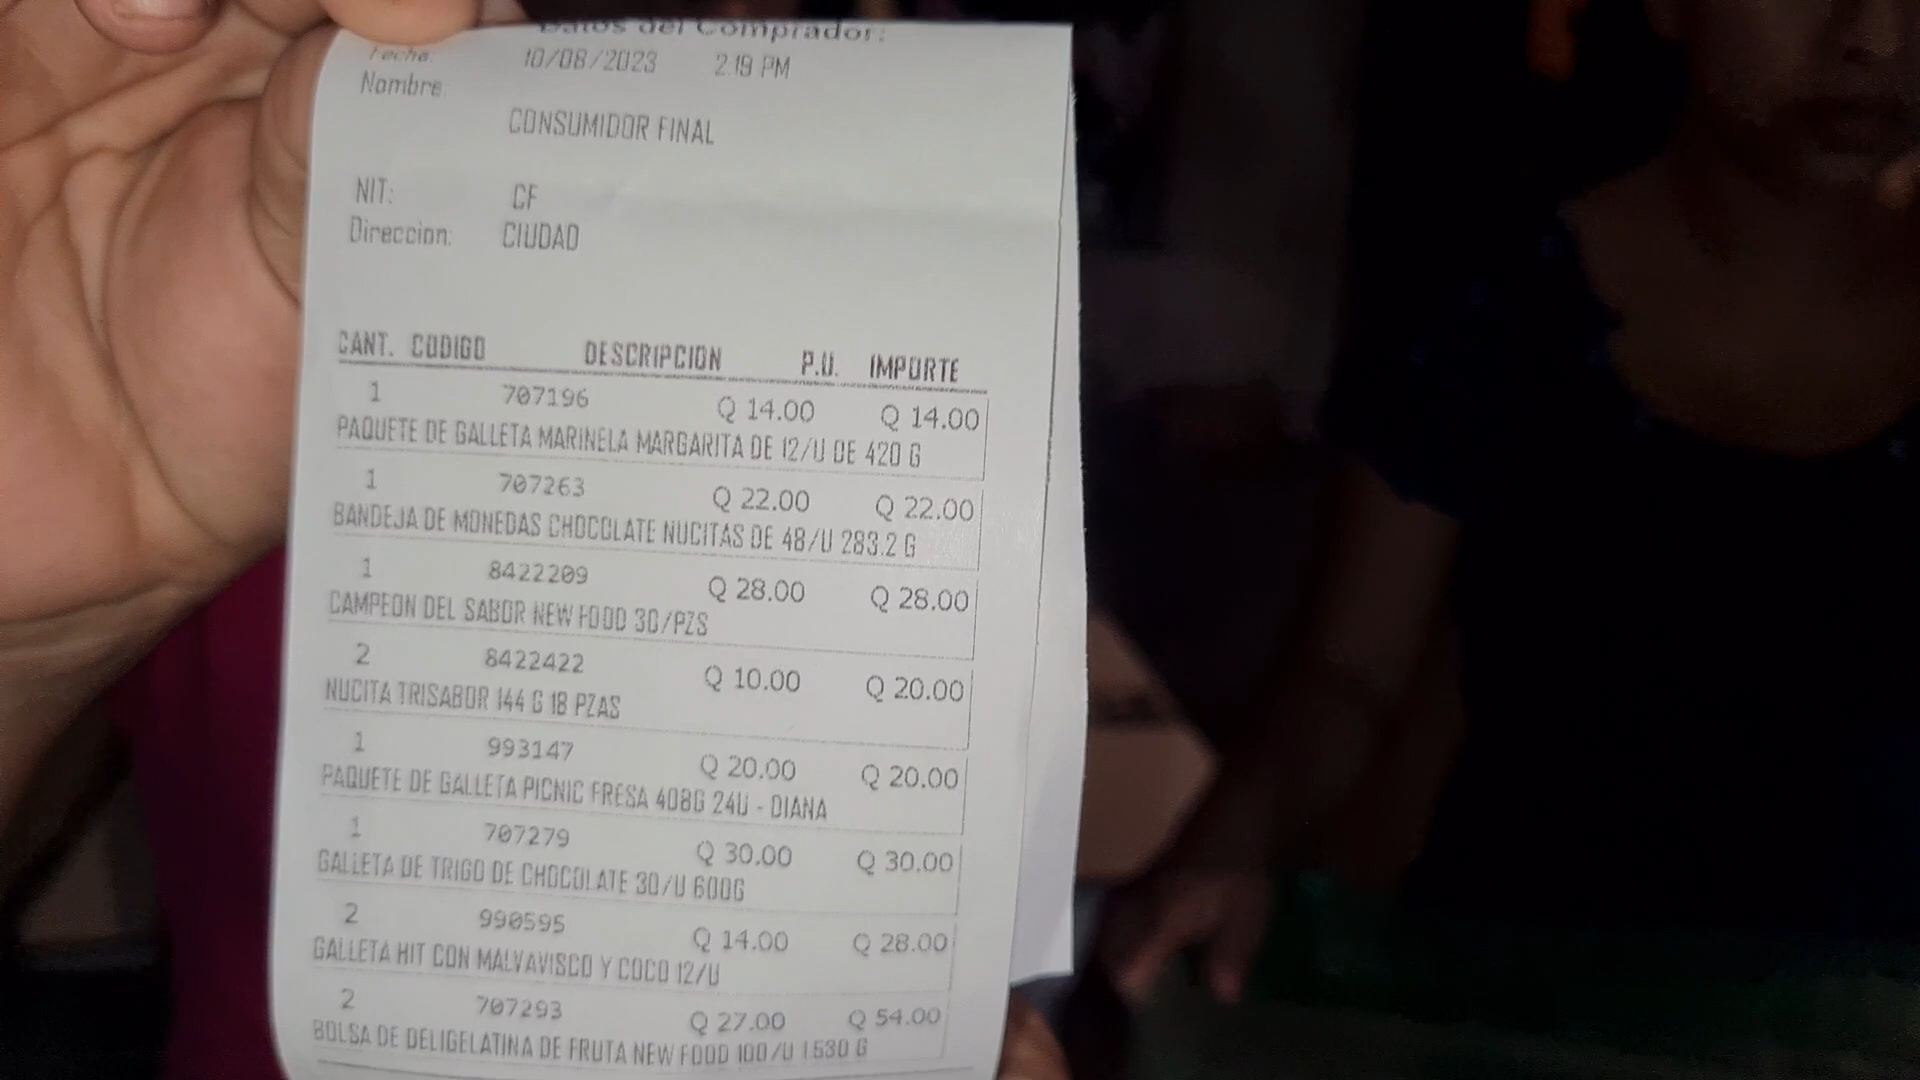 Datos del Comprador:
Fecha: 10/08/2023 2:19 PM
Nombre:
CONSUMIDOR FINAL
NIT: CF
Direccion: CIUDAD
CANT. CODIGO DESCRIPCION P.U. IMPORTE
1 707196 Q 14.00 Q 14.00
PAQUETE DE GALLETA MARINELA MARGARITA DE 12/U DE 420 G
1 707263 Q 22.00 Q 22.00
BANDEJA DE MONEDAS CHOCOLATE NUCITAS DE 48/U 283.2 G
1 8422209 Q 28.00 Q 28.00
CAMPEON DEL SABOR NEW FOOD 30/PZS
2 8422422 Q 10.00 Q 20.00
NUCITA TRISABOR 144 G 18 PZAS
1 993147 Q 20.00 Q 20.00
PAQUETE DE GALLETA PICNIC FRESA 408G 24U - DIANA
1 707279 Q 30.00 Q 30.00
GALLETA DE TRIGO DE CHOCOLATE 30/U 600G
2 990595 Q 14.00 Q 28.00
GALLETA HIT CON MALVAVISCO Y COCO 12/U
2 707293 Q 27.00 Q 54.00
BOLSA DE DELIGELATINA DE FRUTA NEW FOOD 100/U 1530 G